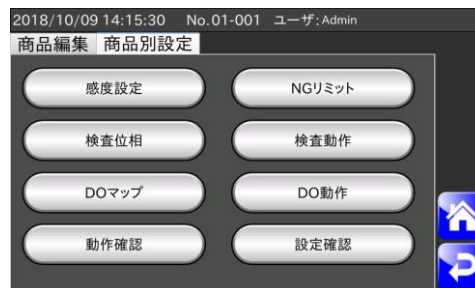 2018/10/09 14:15:30 No.01-001 ユーザ:Admin
商品編集 商品別設定
感度設定 NGリミット
検査位相 検査動作
DOマップ DO動作
動作確認 設定確認